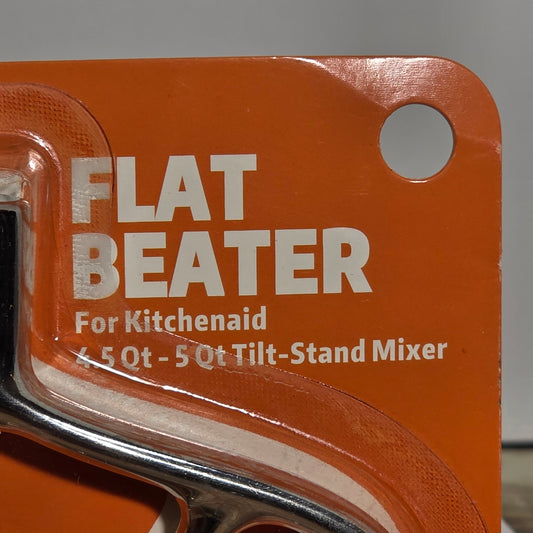 FLAT
BEATER
For Kitchenaid
4.5 Qt - 5 Qt Tilt-Stand Mixer